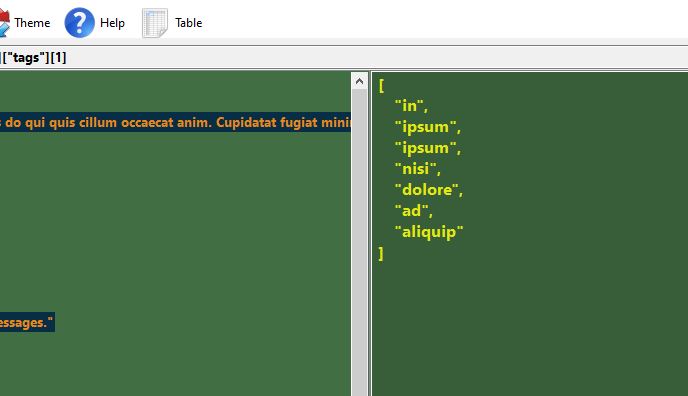 Theme Help Table
]["tags"][1]
s do qui quis cillum occaecat anim. Cupidatat fugiat minim
essages."
[
"in",
"ipsum",
"ipsum",
"nisi",
"dolore",
"ad",
"aliquip"
]